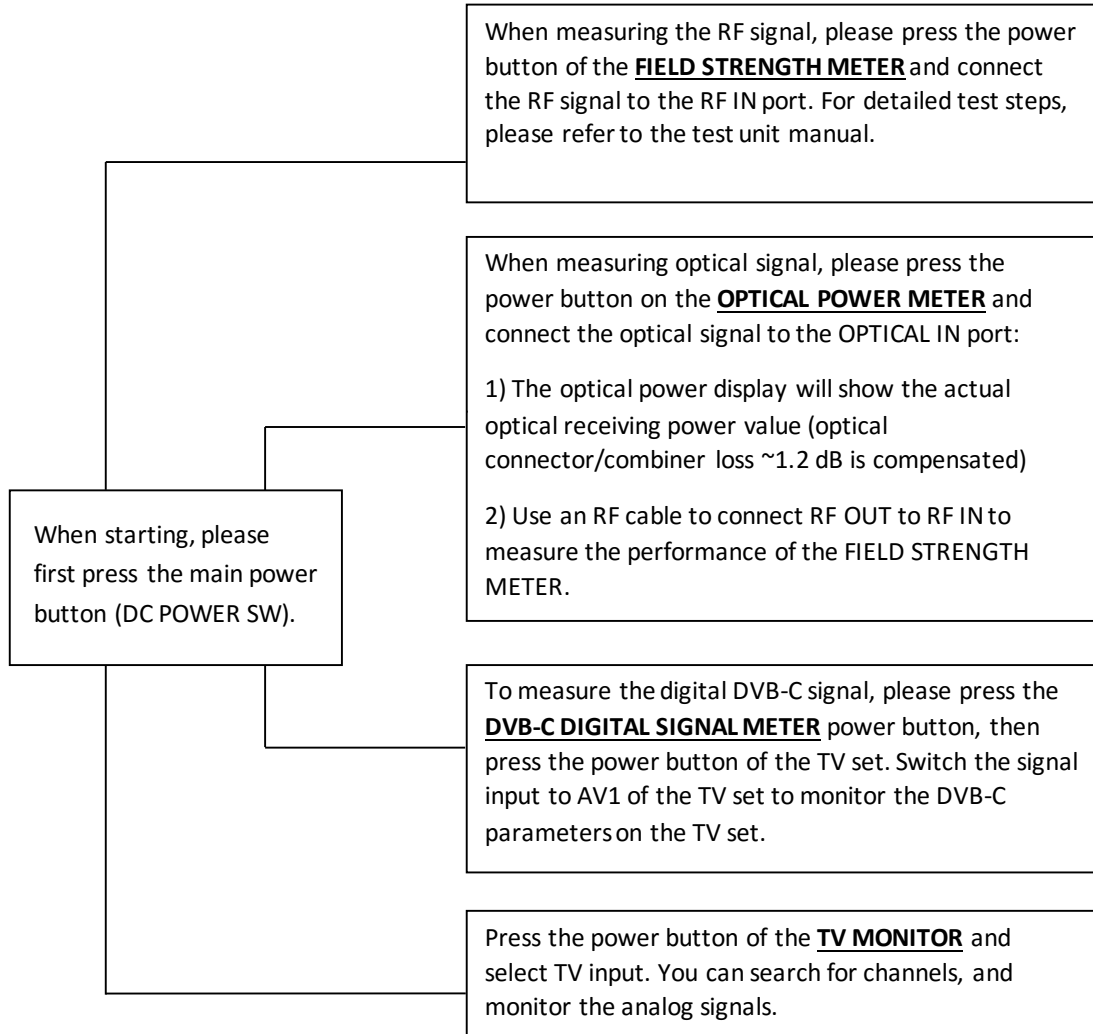 When measuring the RF signal, please press the power
button of the FIELD STRENGTH METER and connect
the RF signal to the RF IN port. For detailed test steps,
please refer to the test unit manual.
When measuring optical signal, please press the
power button on the OPTICAL POWER METER and
connect the optical signal to the OPTICAL IN port:
1) The optical power display will show the actual
optical receiving power value (optical
connector/combiner loss ~1.2 dB is compensated)
2) Use an RF cable to connect RF OUT to RF IN to
measure the performance of the FIELD STRENGTH
METER.
When starting, please
first press the main power
button (DC POWER SW).
To measure the digital DVB-C signal, please press the
DVB-C DIGITAL SIGNAL METER power button, then
press the power button of the TV set. Switch the signal
input to AV1 of the TV set to monitor the DVB-C
parameters on the TV set.
Press the power button of the TV MONITOR and
select TV input. You can search for channels, and
monitor the analog signals.